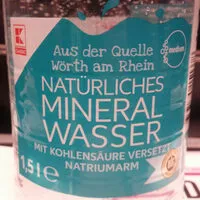 K
Aus der Quelle
Wörth am Rhein
medium
NATÜRLICHES
MINERAL
WASSER
MIT KOHLENSÄURE VERSETZT
NATRIUMARM
1,5 l e